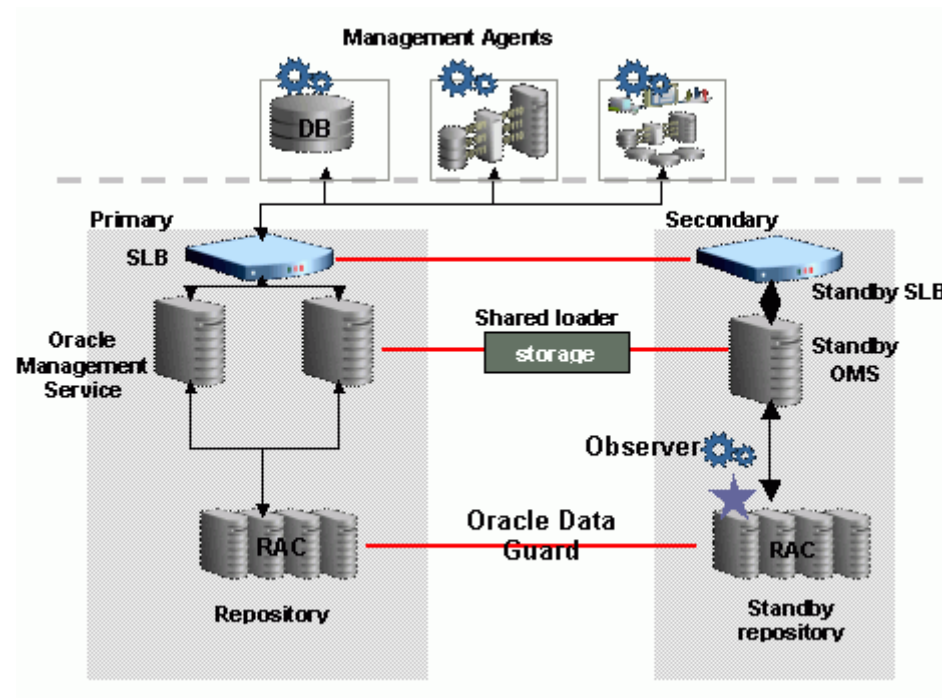 Management Agents
DB
Primary
Secondary
SLB
Standby SLB
Oracle
Management
Service
Shared loader
storage
Standby
OMS
Observer
RAC
Oracle Data
Guard
RAC
Repository
Standby
repository